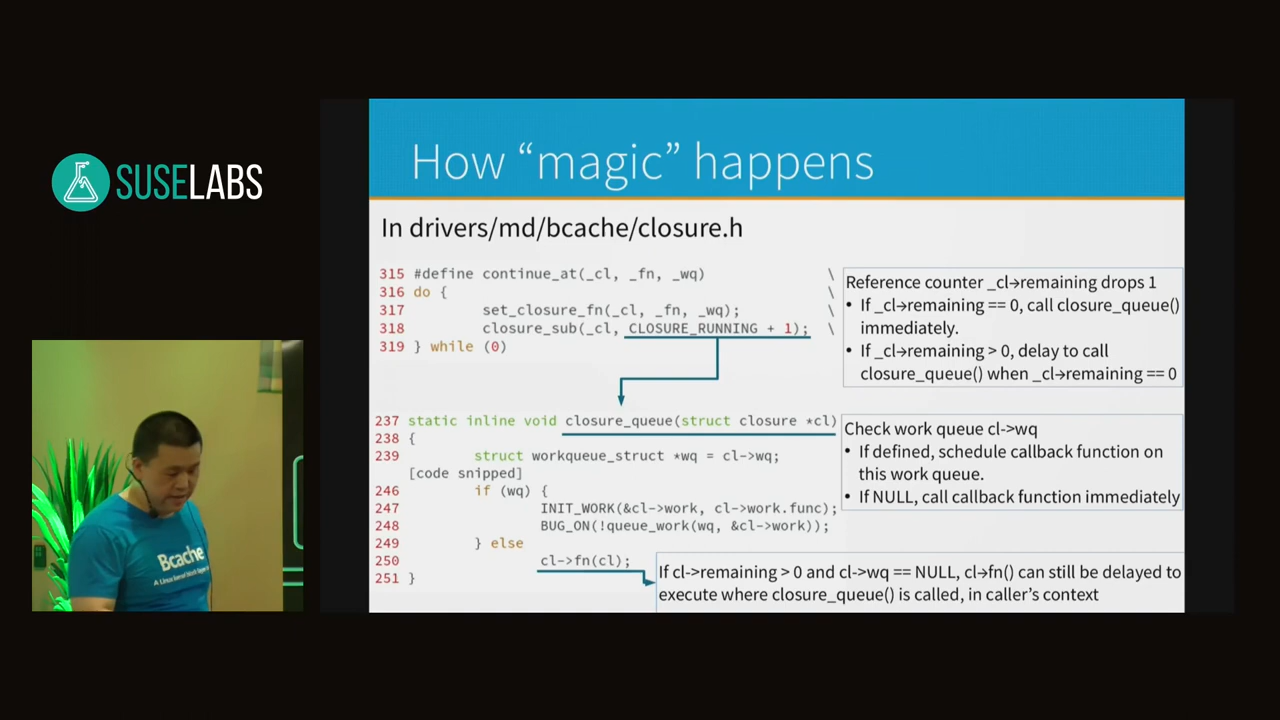 SUSELABS
How “magic” happens
In drivers/md/bcache/closure.h
315 #define continue_at(_cl, _fn, _wq) \
316 do { \
317 set_closure_fn(_cl, _fn, _wq); \
318 closure_sub(_cl, CLOSURE_RUNNING + 1); \
319 } while (0)
Reference counter _cl→remaining drops 1
• If _cl→remaining == 0, call closure_queue()
immediately.
• If _cl→remaining > 0, delay to call
closure_queue() when _cl→remaining == 0
237 static inline void closure_queue(struct closure *cl)
238 {
239 struct workqueue_struct *wq = cl->wq;
[code snipped]
246 if (wq) {
247 INIT_WORK(&cl->work, cl->work.func);
248 BUG_ON(!queue_work(wq, &cl->work));
249 } else
250 cl->fn(cl);
251 }
Check work queue cl->wq
• If defined, schedule callback function on
this work queue.
• If NULL, call callback function immediately
If cl->remaining > 0 and cl->wq == NULL, cl→fn() can still be delayed to
execute where closure_queue() is called, in caller’s context
Bcache